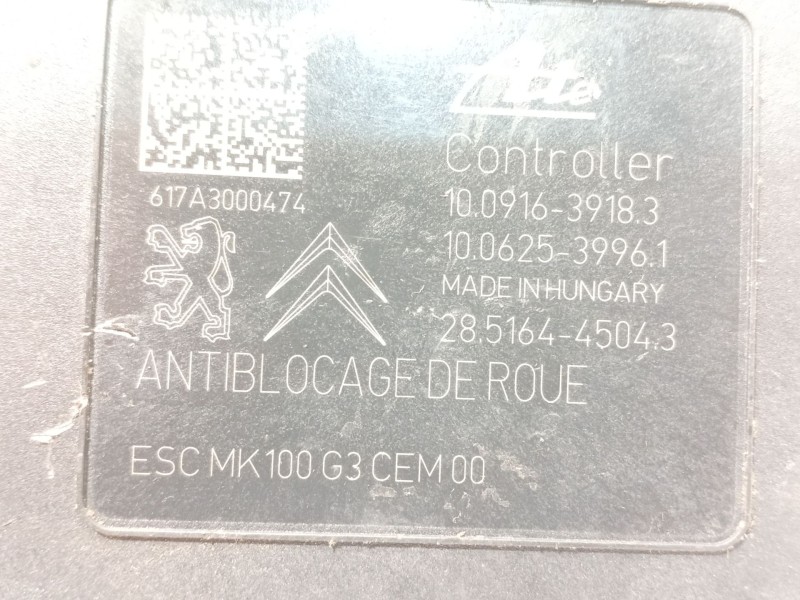 Ate
Controller
617A3000474
10.0916-3918.3
10.0625-3996.1
MADE IN HUNGARY
28.5164-4504.3
ANTIBLOCAGE DE ROUE
ESC MK100 G3 CEM 00